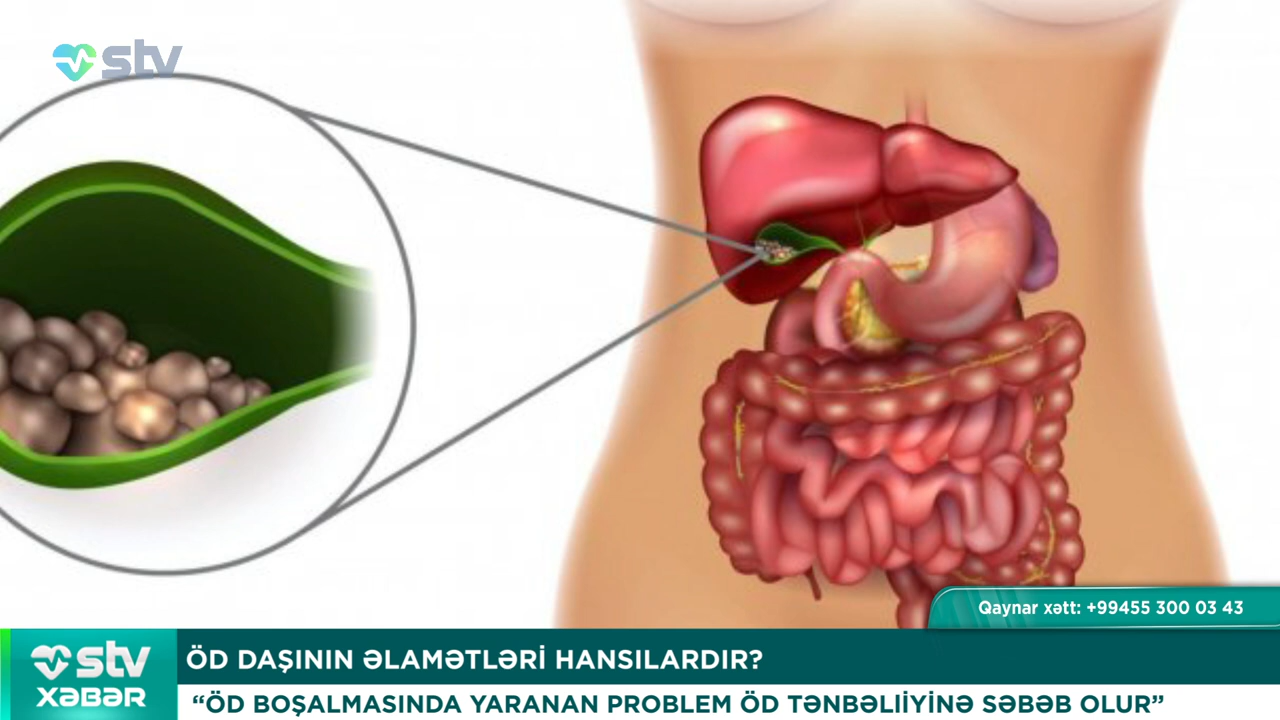 stv
Qaynar xətt: +99455 300 03 43
stv
XƏBƏR
ÖD DAŞININ ƏLAMƏTLƏRİ HANSILARDIR?
“ÖD BOŞALMASINDA YARANAN PROBLEM ÖD TƏNBƏLİİYİNƏ SƏBƏB OLUR”